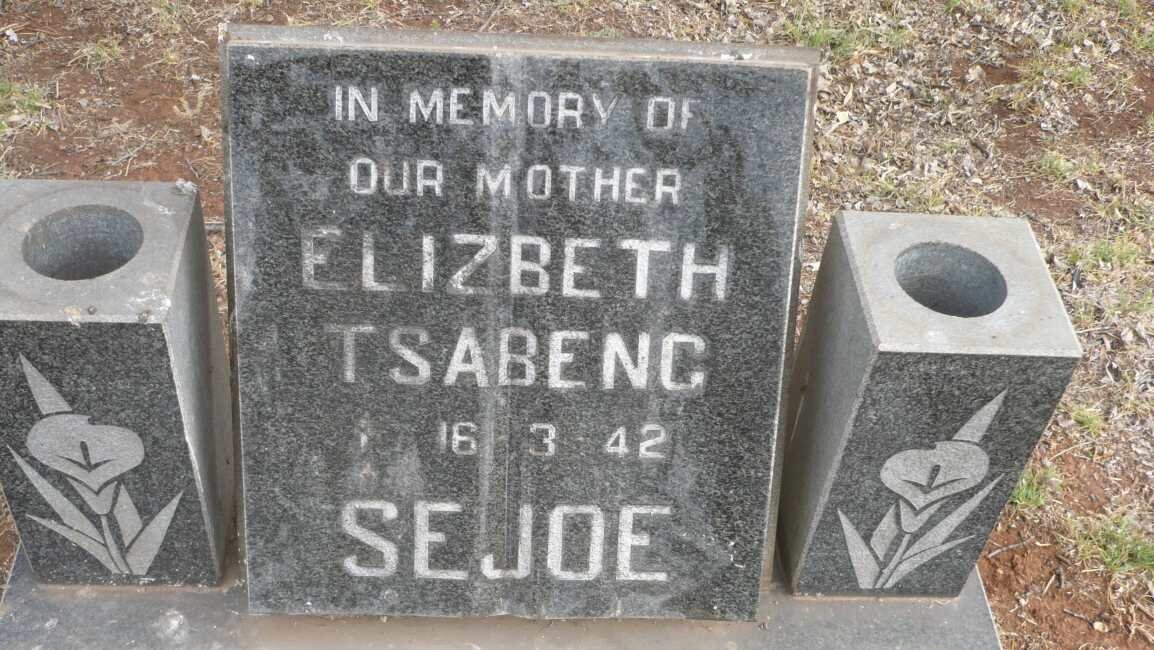 IN MEMORY OF
OUR MOTHER
ELIZBETH
TSABENG
16 3 42
SEJOE